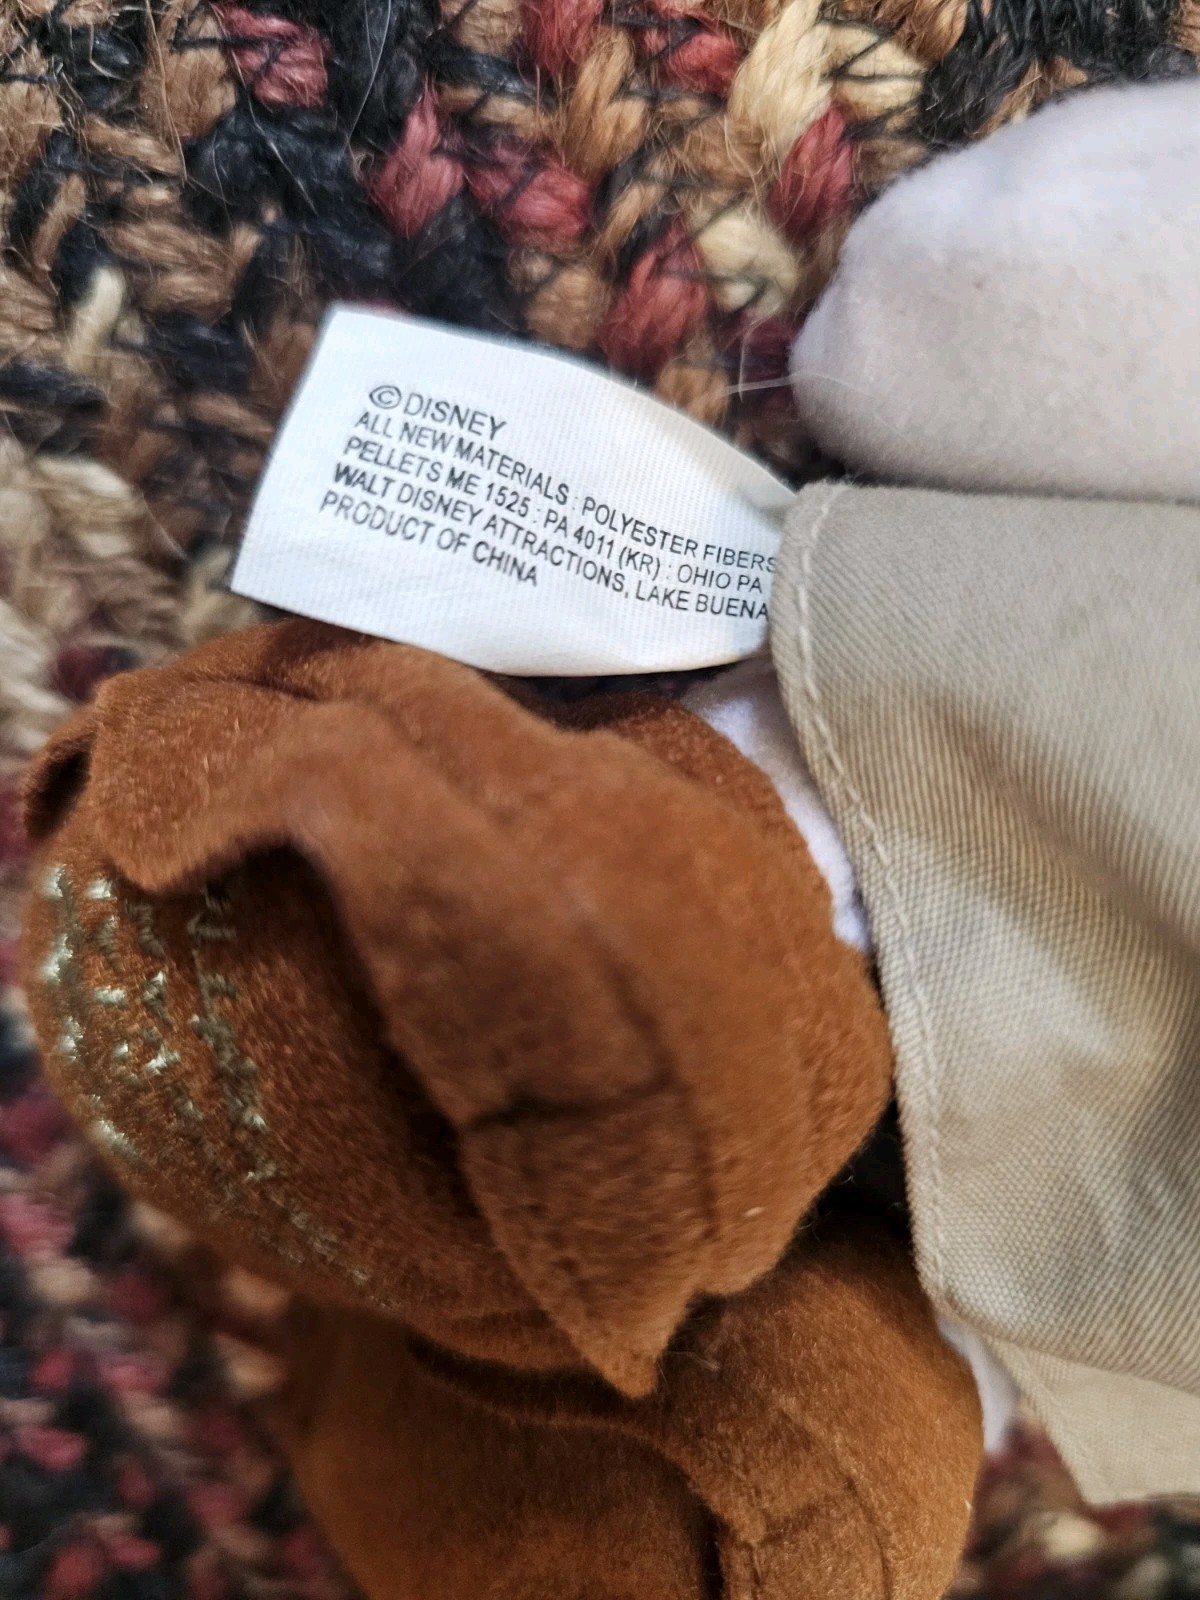 © DISNEY
ALL NEW MATERIALS : POLYESTER FIBERS
PELLETS ME 1525 : PA 4011 (KR) : OHIO PA
WALT DISNEY ATTRACTIONS, LAKE BUENA
PRODUCT OF CHINA